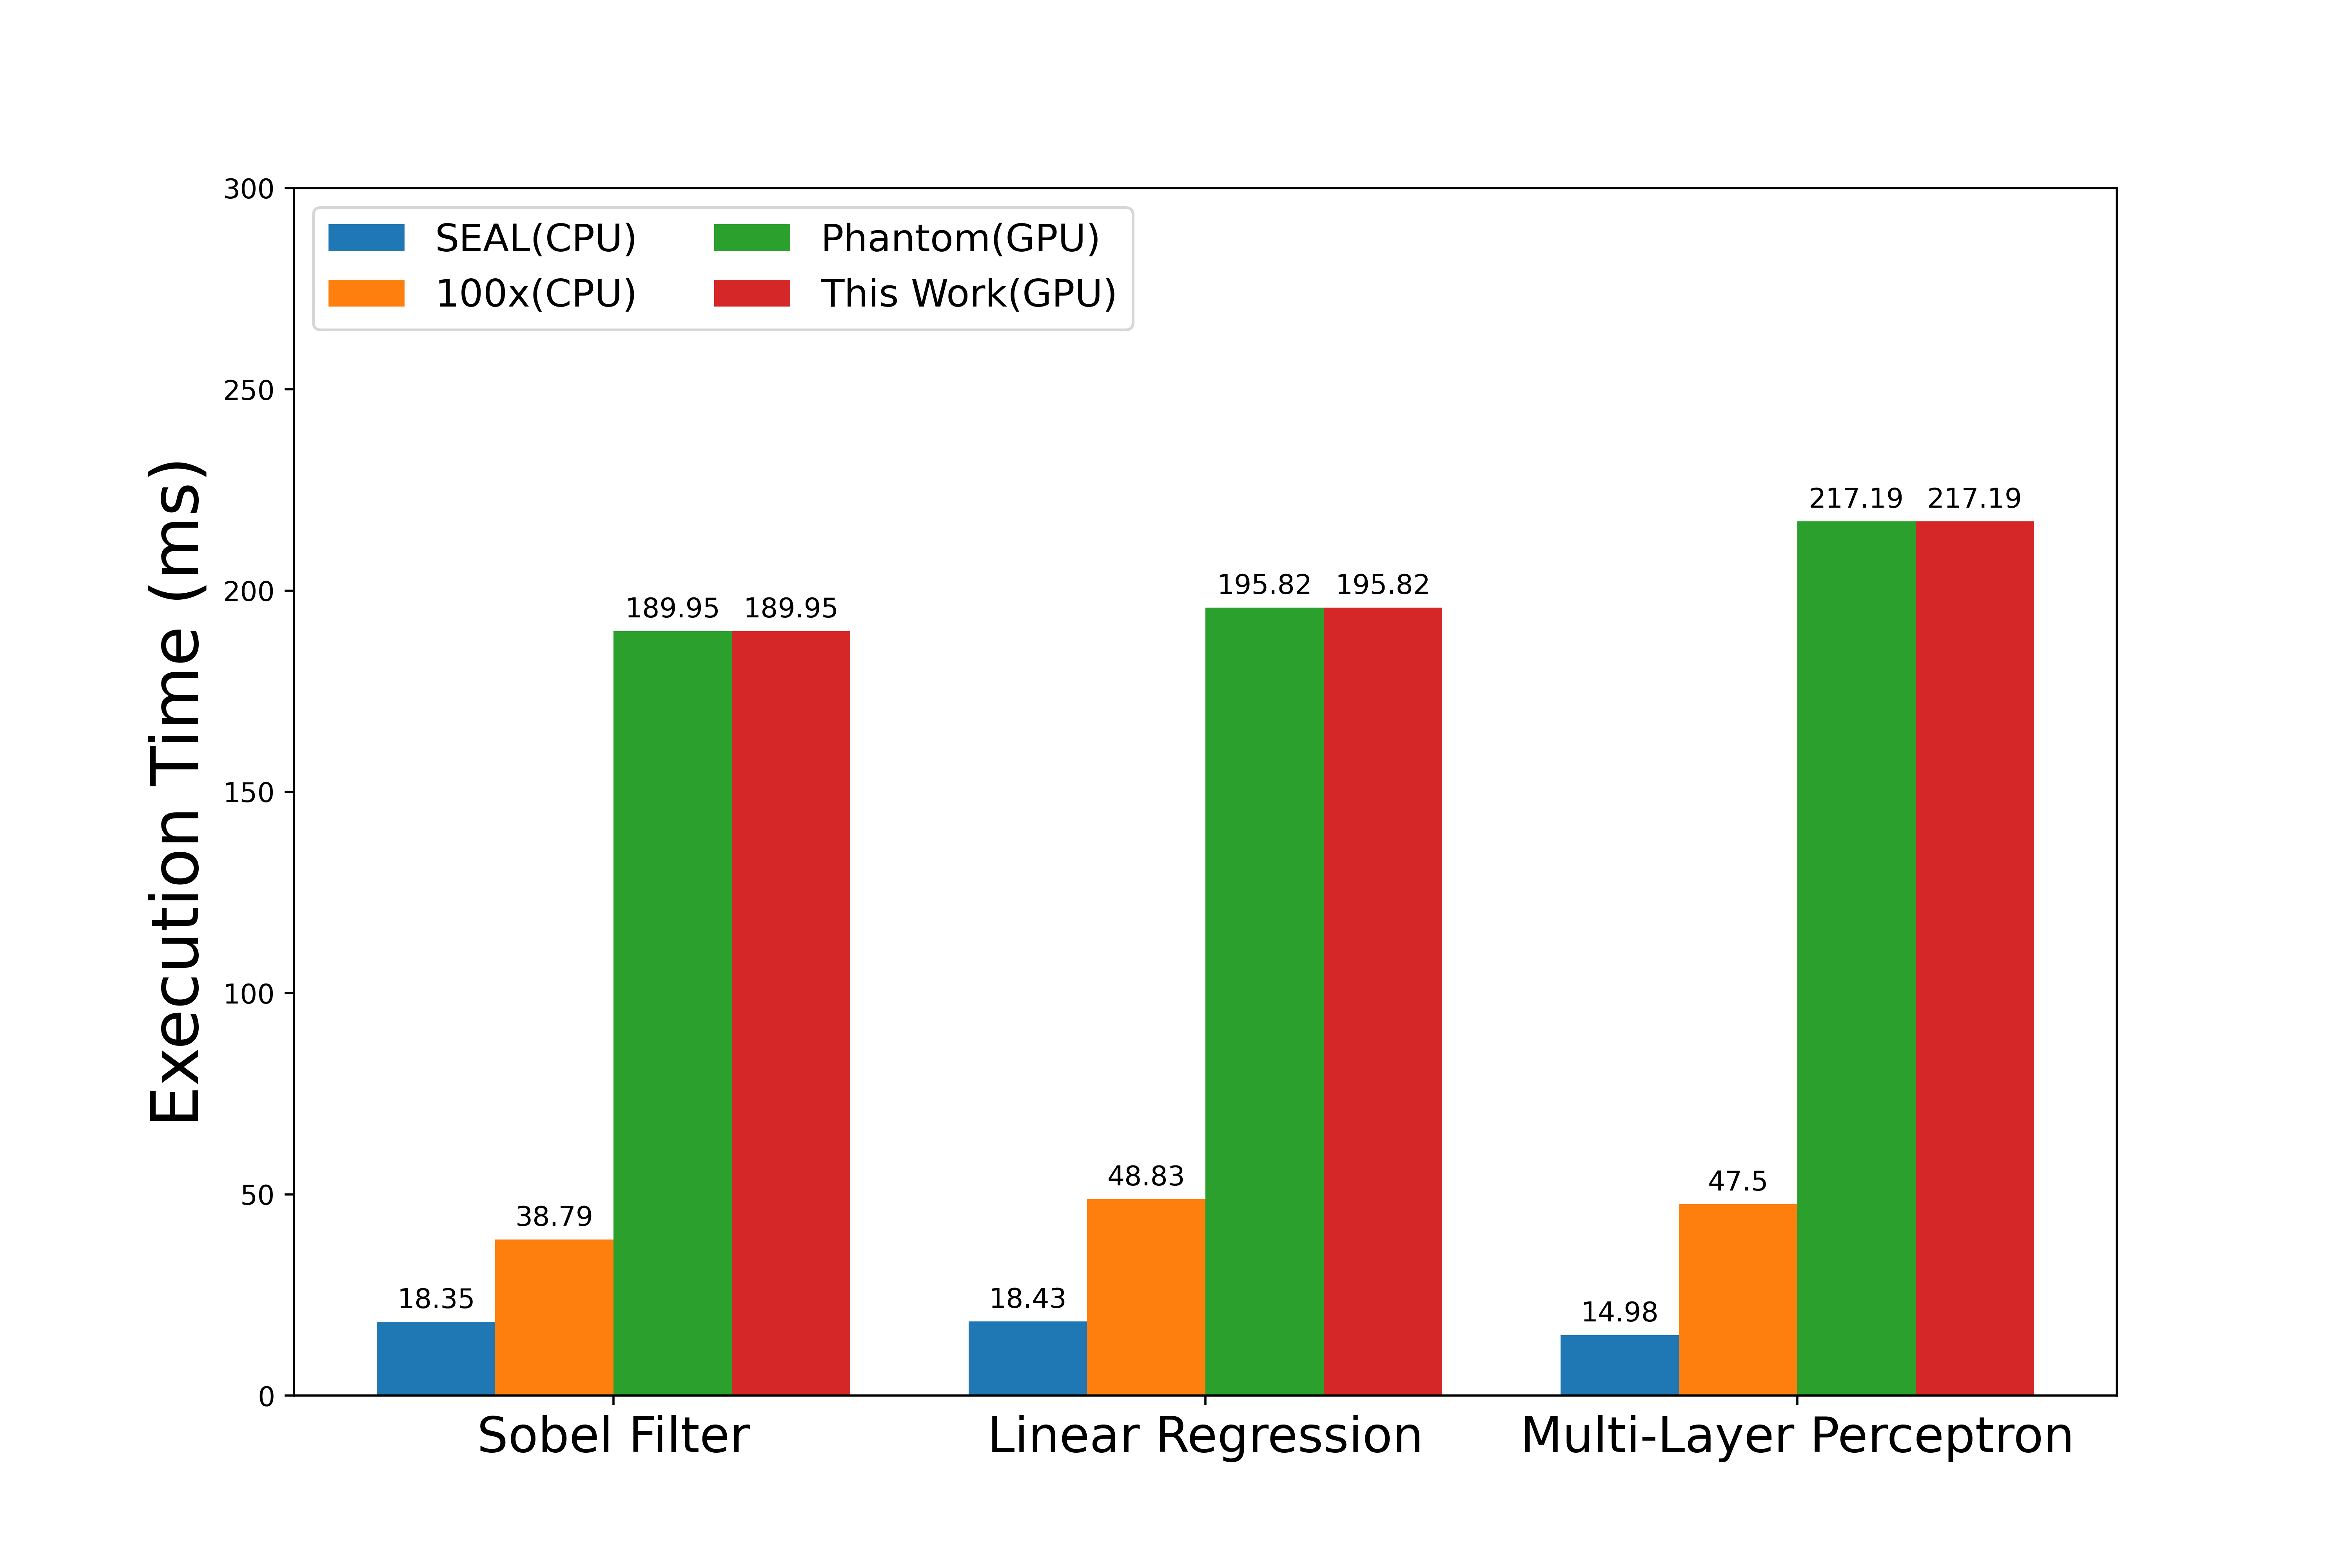 300
250
200
150
100
50
0
Execution Time (ms)
SEAL(CPU)
100x(CPU)
Phantom(GPU)
This Work(GPU)
18.35
38.79
189.95
189.95
18.43
48.83
195.82
195.82
14.98
47.5
217.19
217.19
Sobel Filter
Linear Regression
Multi-Layer Perceptron